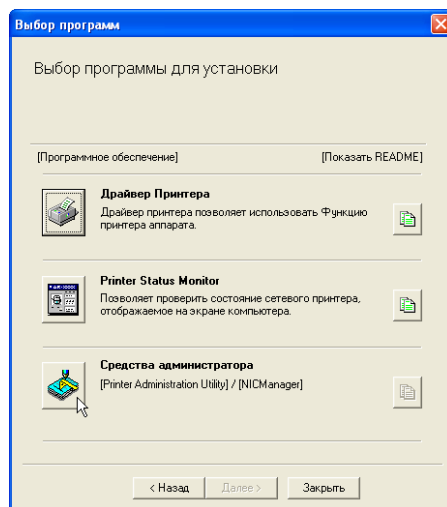 Выбор программ
Выбор программы для установки
[Программное обеспечение] [Показать README]
Драйвер Принтера
Драйвер принтера позволяет использовать Функцию
принтера аппарата.
Printer Status Monitor
Позволяет проверить состояние сетевого принтера,
отображаемое на экране компьютера.
Средства администратора
[Printer Administration Utility] / [NICManager]
< Назад Далее > Закрыть